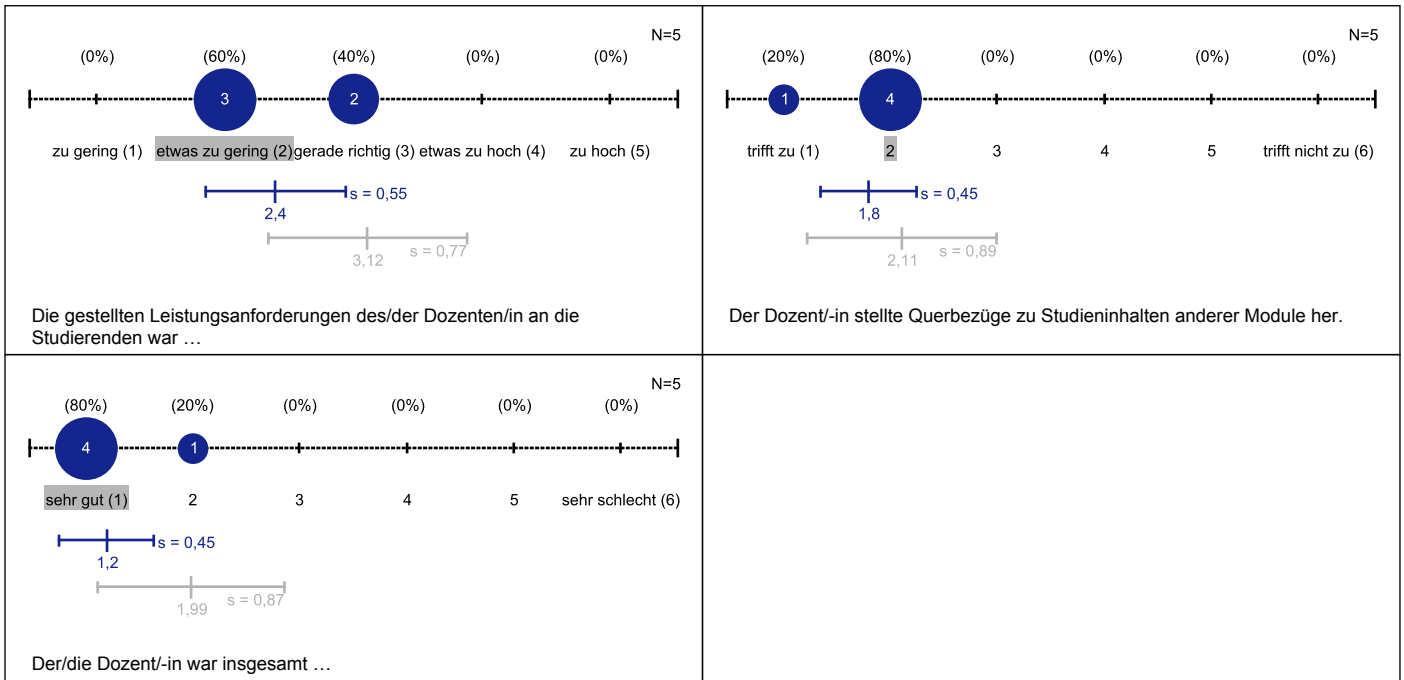 N=5
(0%) (60%) (40%) (0%) (0%)
3 2
zu gering (1) etwas zu gering (2) gerade richtig (3) etwas zu hoch (4) zu hoch (5)
s = 0,55
2,4
s = 0,77
3,12
Die gestellten Leistungsanforderungen des/der Dozenten/in an die
Studierenden war …
N=5
(20%) (80%) (0%) (0%) (0%) (0%)
1 4
trifft zu (1) 2 3 4 5 trifft nicht zu (6)
s = 0,45
1,8
s = 0,89
2,11
Der Dozent/-in stellte Querbezüge zu Studieninhalten anderer Module her.
N=5
(80%) (20%) (0%) (0%) (0%) (0%)
4 1
sehr gut (1) 2 3 4 5 sehr schlecht (6)
s = 0,45
1,2
s = 0,87
1,99
Der/die Dozent/-in war insgesamt …